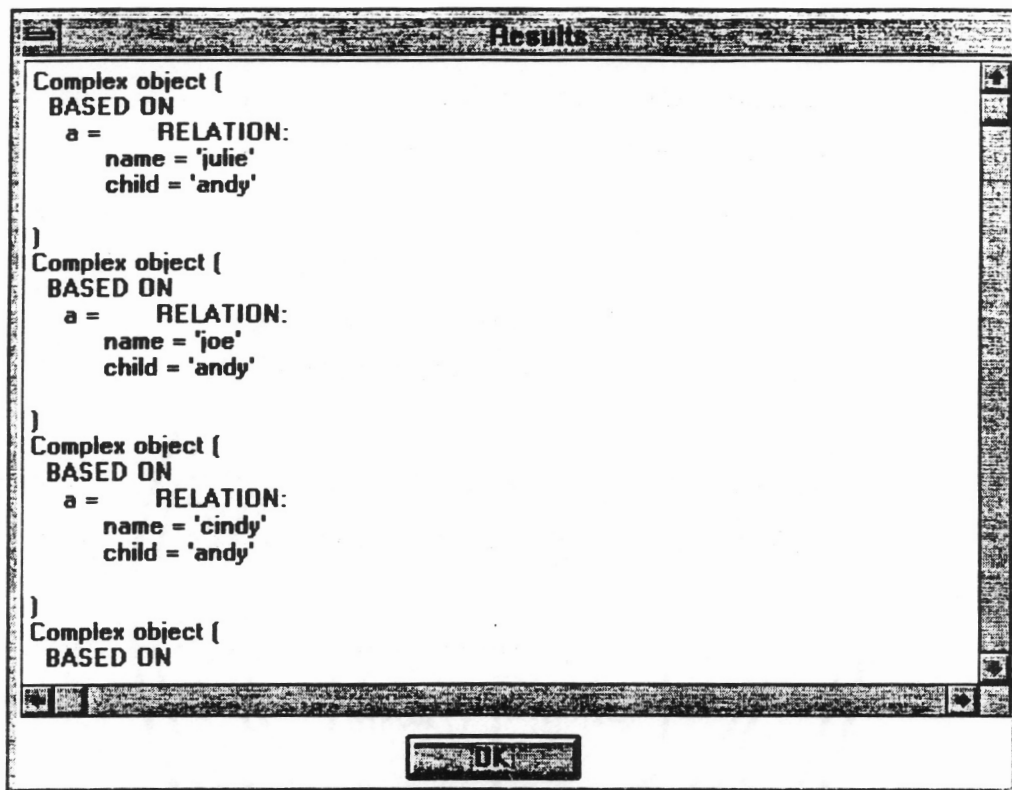 Results
Complex object (
BASED ON
a = RELATION:
name = 'julie'
child = 'andy'
)
Complex object (
BASED ON
a = RELATION:
name = 'joe'
child = 'andy'
)
Complex object (
BASED ON
a = RELATION:
name = 'cindy'
child = 'andy'
)
Complex object (
BASED ON
OK